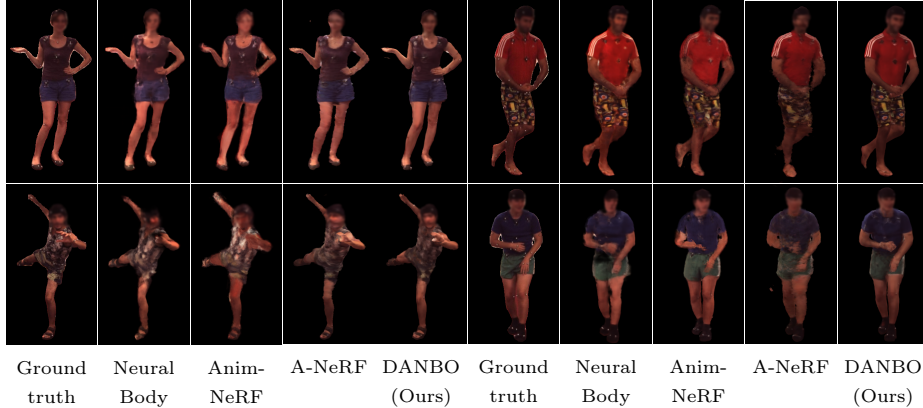 Ground Neural Anim- A-NeRF DANBO Ground Neural Anim- A-NeRF DANBO
truth Body NeRF (Ours) truth Body NeRF (Ours)